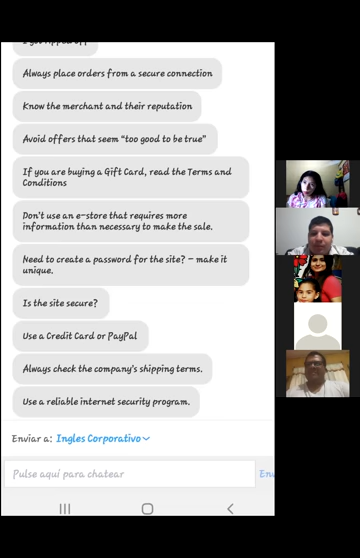 Always place orders from a secure connection
Know the merchant and their reputation
Avoid offers that seem “too good to be true”
If you are buying a Gift Card, read the Terms and
Conditions
Don't use an e-store that requires more
information than necessary to make the sale.
Need to create a password for the site? – make it
unique.
Is the site secure?
Use a Credit Card or PayPal
Always check the company's shipping terms.
Use a reliable internet security program.
Enviar a: Ingles Corporativo
Pulse aquí para chatear